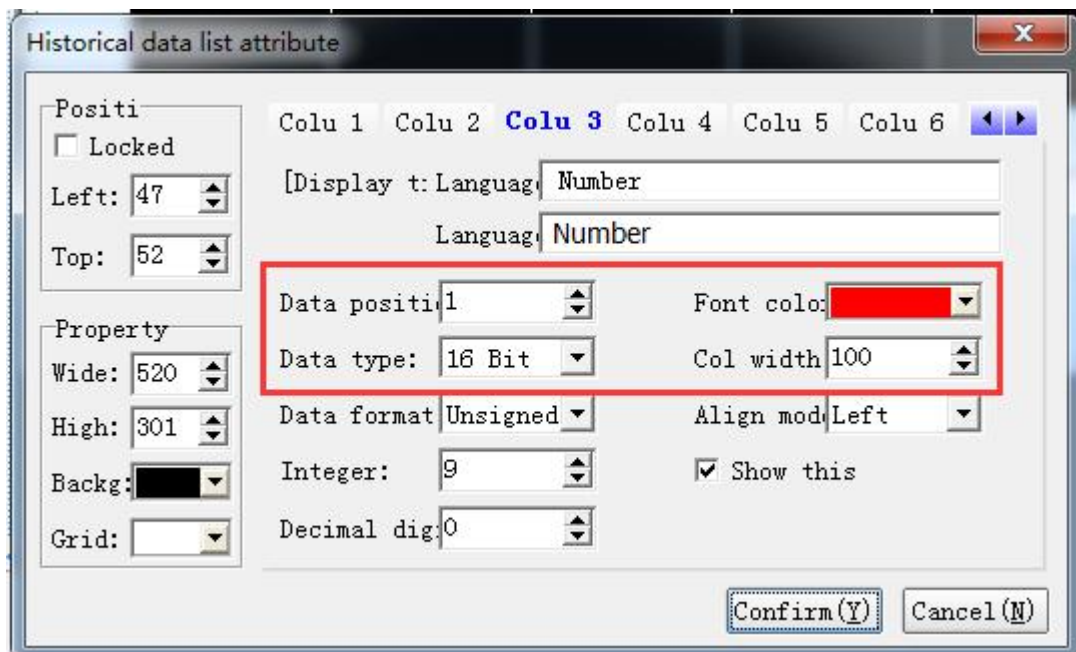 Historical data list attribute
x
Positi
Locked
Left: 47
Top: 52
Property
Wide: 520
High: 301
Backg:
Grid:
Colu 1 Colu 2 Colu 3 Colu 4 Colu 5 Colu 6
[Display t: Languag Number
Languag Number
Data positi 1 Font colo
Data type: 16 Bit Col width 100
Data format Unsigned Align mod Left
Integer: 9 Show this
Decimal dig 0
Confirm(Y) Cancel(N)